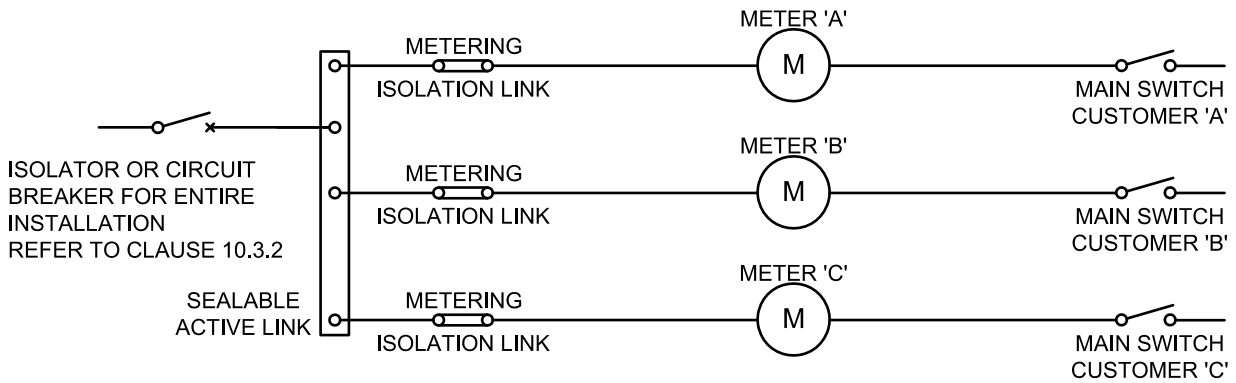 METER 'A'
METERING
M
ISOLATION LINK
MAIN SWITCH
CUSTOMER 'A'
ISOLATOR OR CIRCUIT
BREAKER FOR ENTIRE
INSTALLATION
REFER TO CLAUSE 10.3.2
METER 'B'
METERING
M
ISOLATION LINK
MAIN SWITCH
CUSTOMER 'B'
METER 'C'
SEALABLE
ACTIVE LINK
METERING
M
ISOLATION LINK
MAIN SWITCH
CUSTOMER 'C'